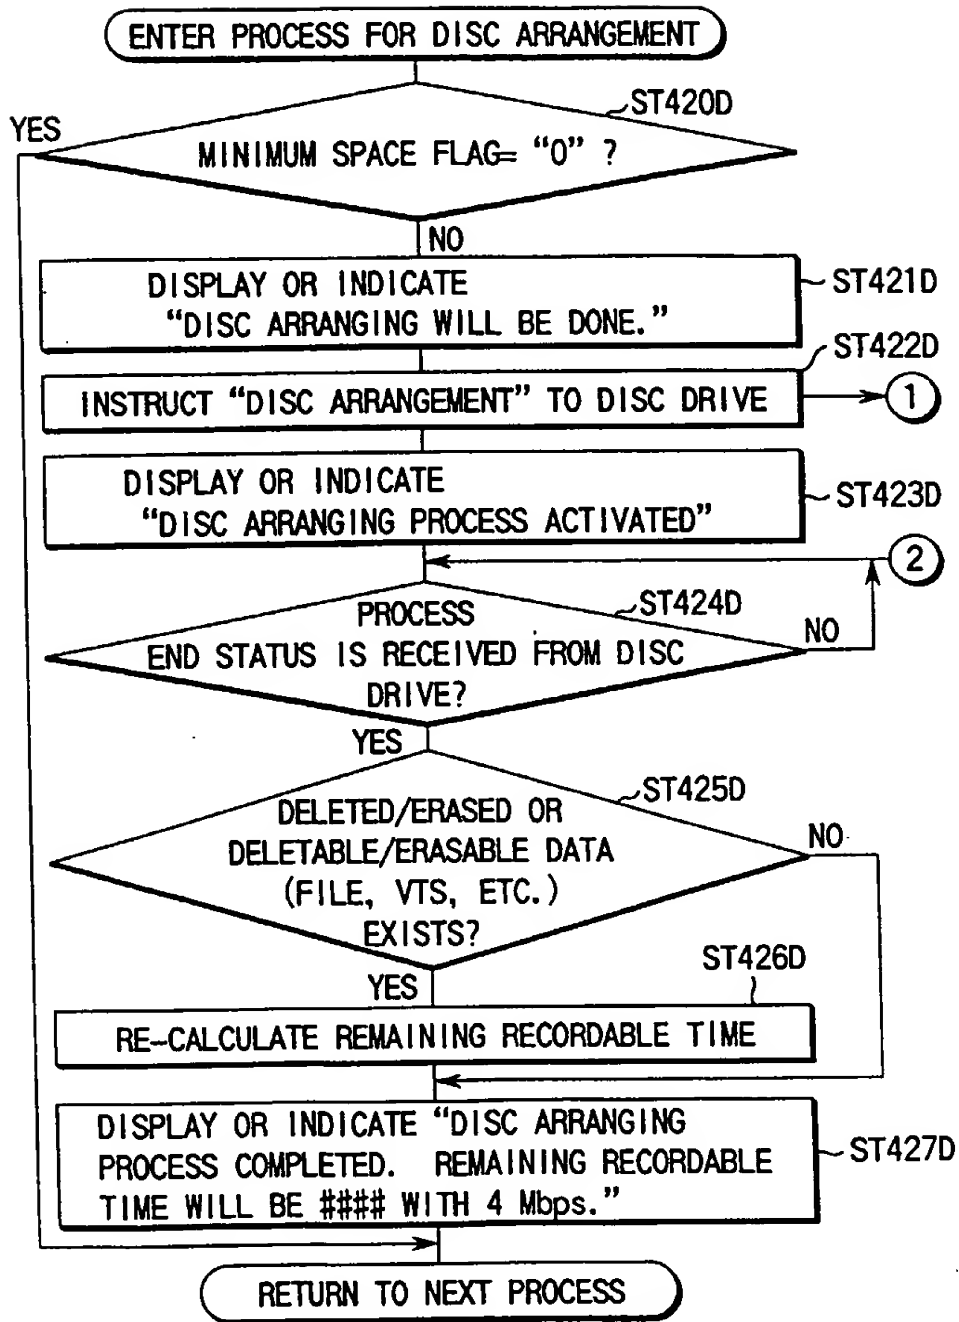 ENTER PROCESS FOR DISC ARRANGEMENT
ST420D
YES
MINIMUM SPACE FLAG= “0” ?
NO
DISPLAY OR INDICATE
“DISC ARRANGING WILL BE DONE.”
ST421D
ST422D
INSTRUCT “DISC ARRANGEMENT” TO DISC DRIVE
1
DISPLAY OR INDICATE
“DISC ARRANGING PROCESS ACTIVATED”
ST423D
2
ST424D
PROCESS
END STATUS IS RECEIVED FROM DISC
DRIVE?
NO
YES
ST425D
DELETED/ERASED OR
DELETABLE/ERASABLE DATA
(FILE, VTS, ETC.)
EXISTS?
NO
YES
ST426D
RE-CALCULATE REMAINING RECORDABLE TIME
DISPLAY OR INDICATE “DISC ARRANGING
PROCESS COMPLETED. REMAINING RECORDABLE
TIME WILL BE #### WITH 4 Mbps.”
ST427D
RETURN TO NEXT PROCESS